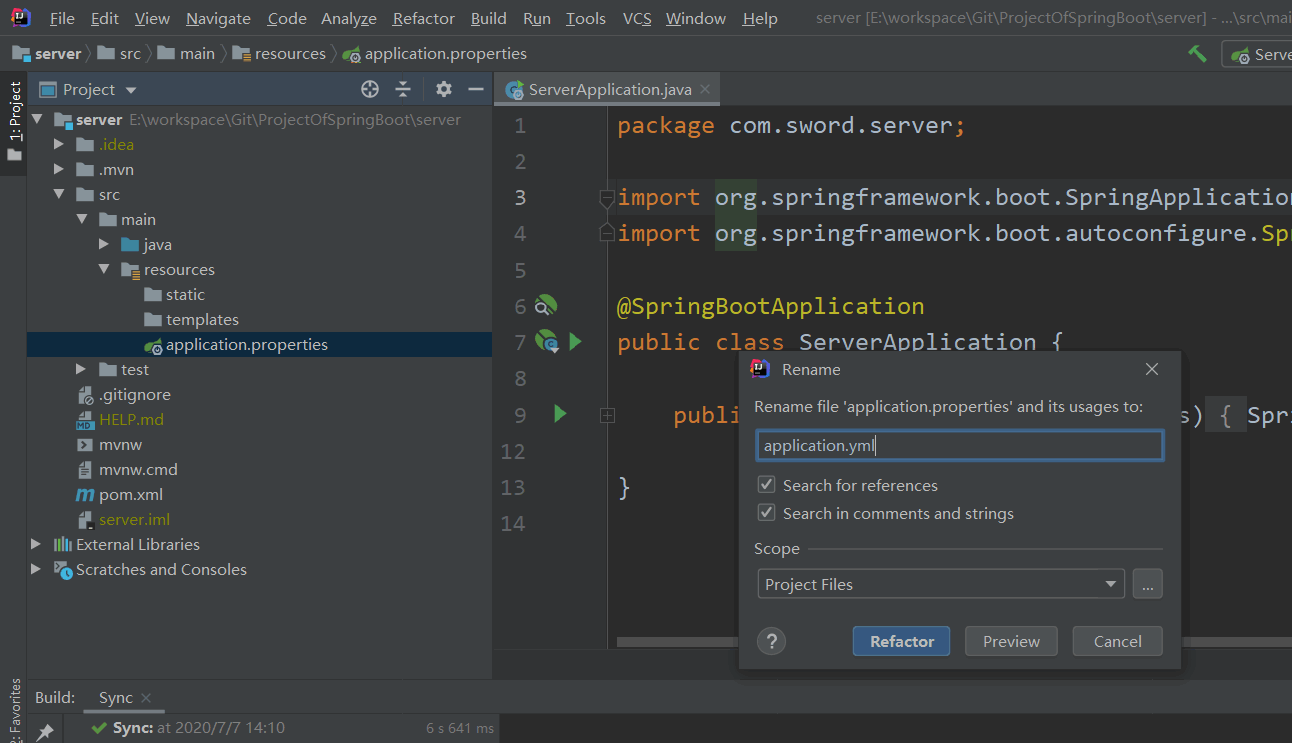 File Edit View Navigate Code Analyze Refactor Build Run Tools VCS Window Help server [E:\workspace\Git\ProjectOfSpringBoot\server] - ...\src\mai
server src main resources application.properties Serve
1: Project
Project
ServerApplication.java
server E:\workspace\Git\ProjectOfSpringBoot\server
.idea
.mvn
src
main
java
resources
static
templates
application.properties
test
.gitignore
HELP.md
mvnw
mvnw.cmd
pom.xml
server.iml
External Libraries
Scratches and Consoles
1 package com.sword.server;
2
3 import org.springframework.boot.SpringApplication
4 import org.springframework.boot.autoconfigure.Spr
5
6 @SpringBootApplication
7 public class ServerApplication {
8
9 publi s) { Spri
12
13 }
14
Rename
Rename file 'application.properties' and its usages to:
application.yml
Search for references
Search in comments and strings
Scope
Project Files
...
? Refactor Preview Cancel
2: Favorites
Build: Sync
Sync: at 2020/7/7 14:10 6 s 641 ms